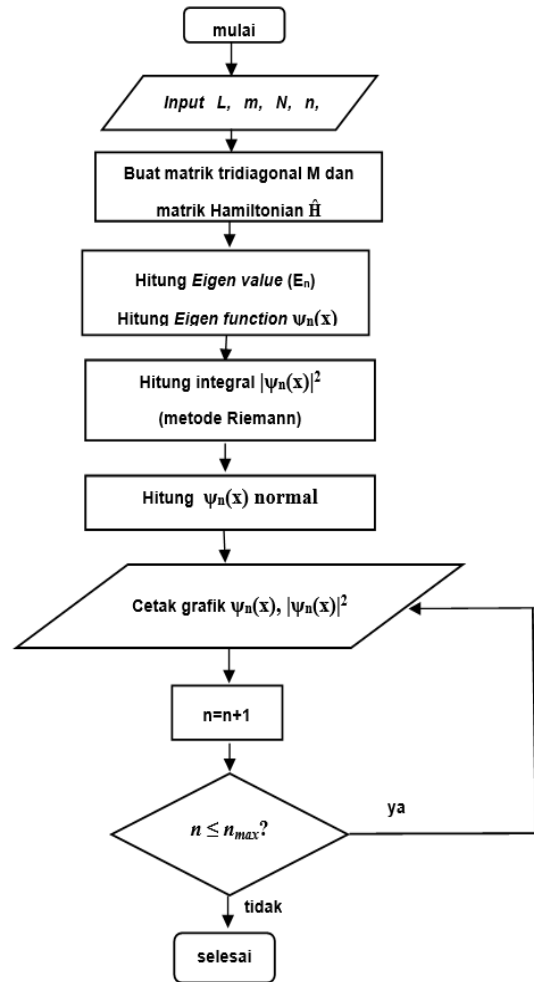 mulai
Input L, m, N, n,
Buat matrik tridiagonal M dan
matrik Hamiltonian Ĥ
Hitung Eigen value (Eₙ)
Hitung Eigen function ψₙ(x)
Hitung integral |ψₙ(x)|²
(metode Riemann)
Hitung ψₙ(x) normal
Cetak grafik ψₙ(x), |ψₙ(x)|²
n=n+1
n ≤ nₘₐₓ?
ya
tidak
selesai